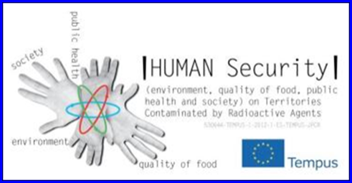 public health
society
|HUMAN Security|
(environment, quality of food, public
health and society) on Territories
Contaminated by Radioactive Agents
environment
quality of food
Tempus